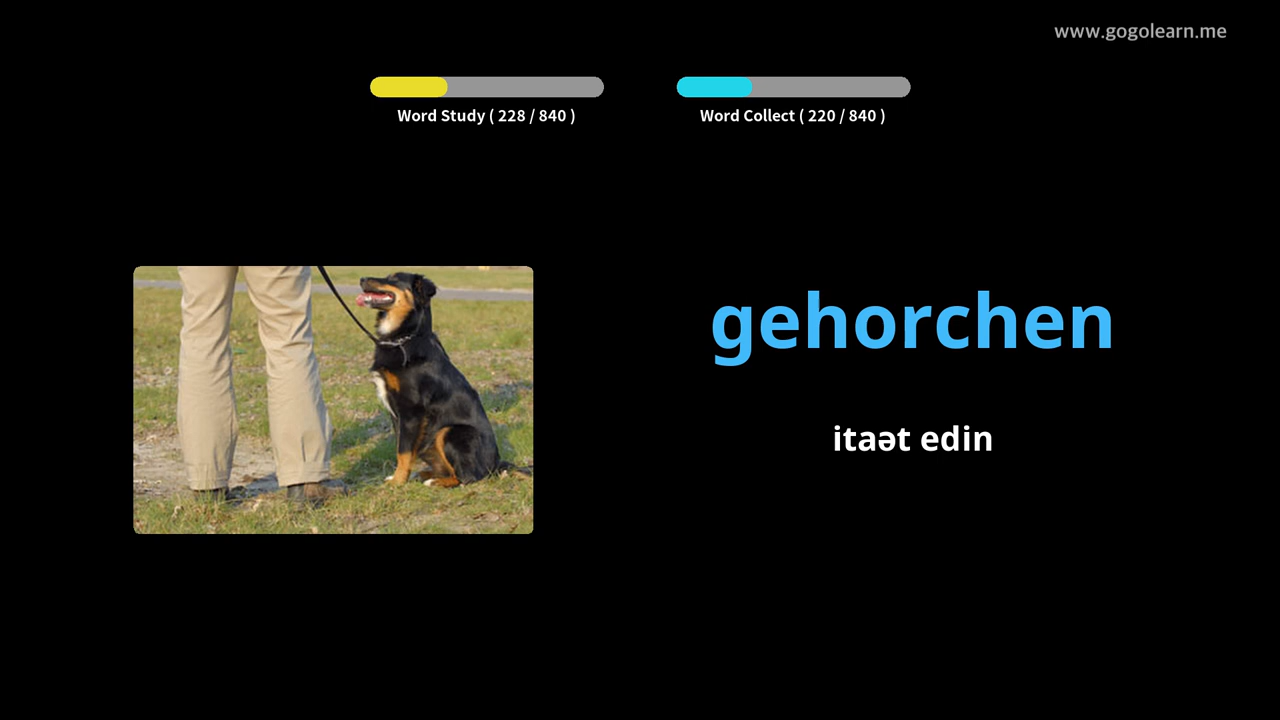 www.gogolearn.me
Word Study ( 228 / 840 )
Word Collect ( 220 / 840 )
gehorchen
itaət edin